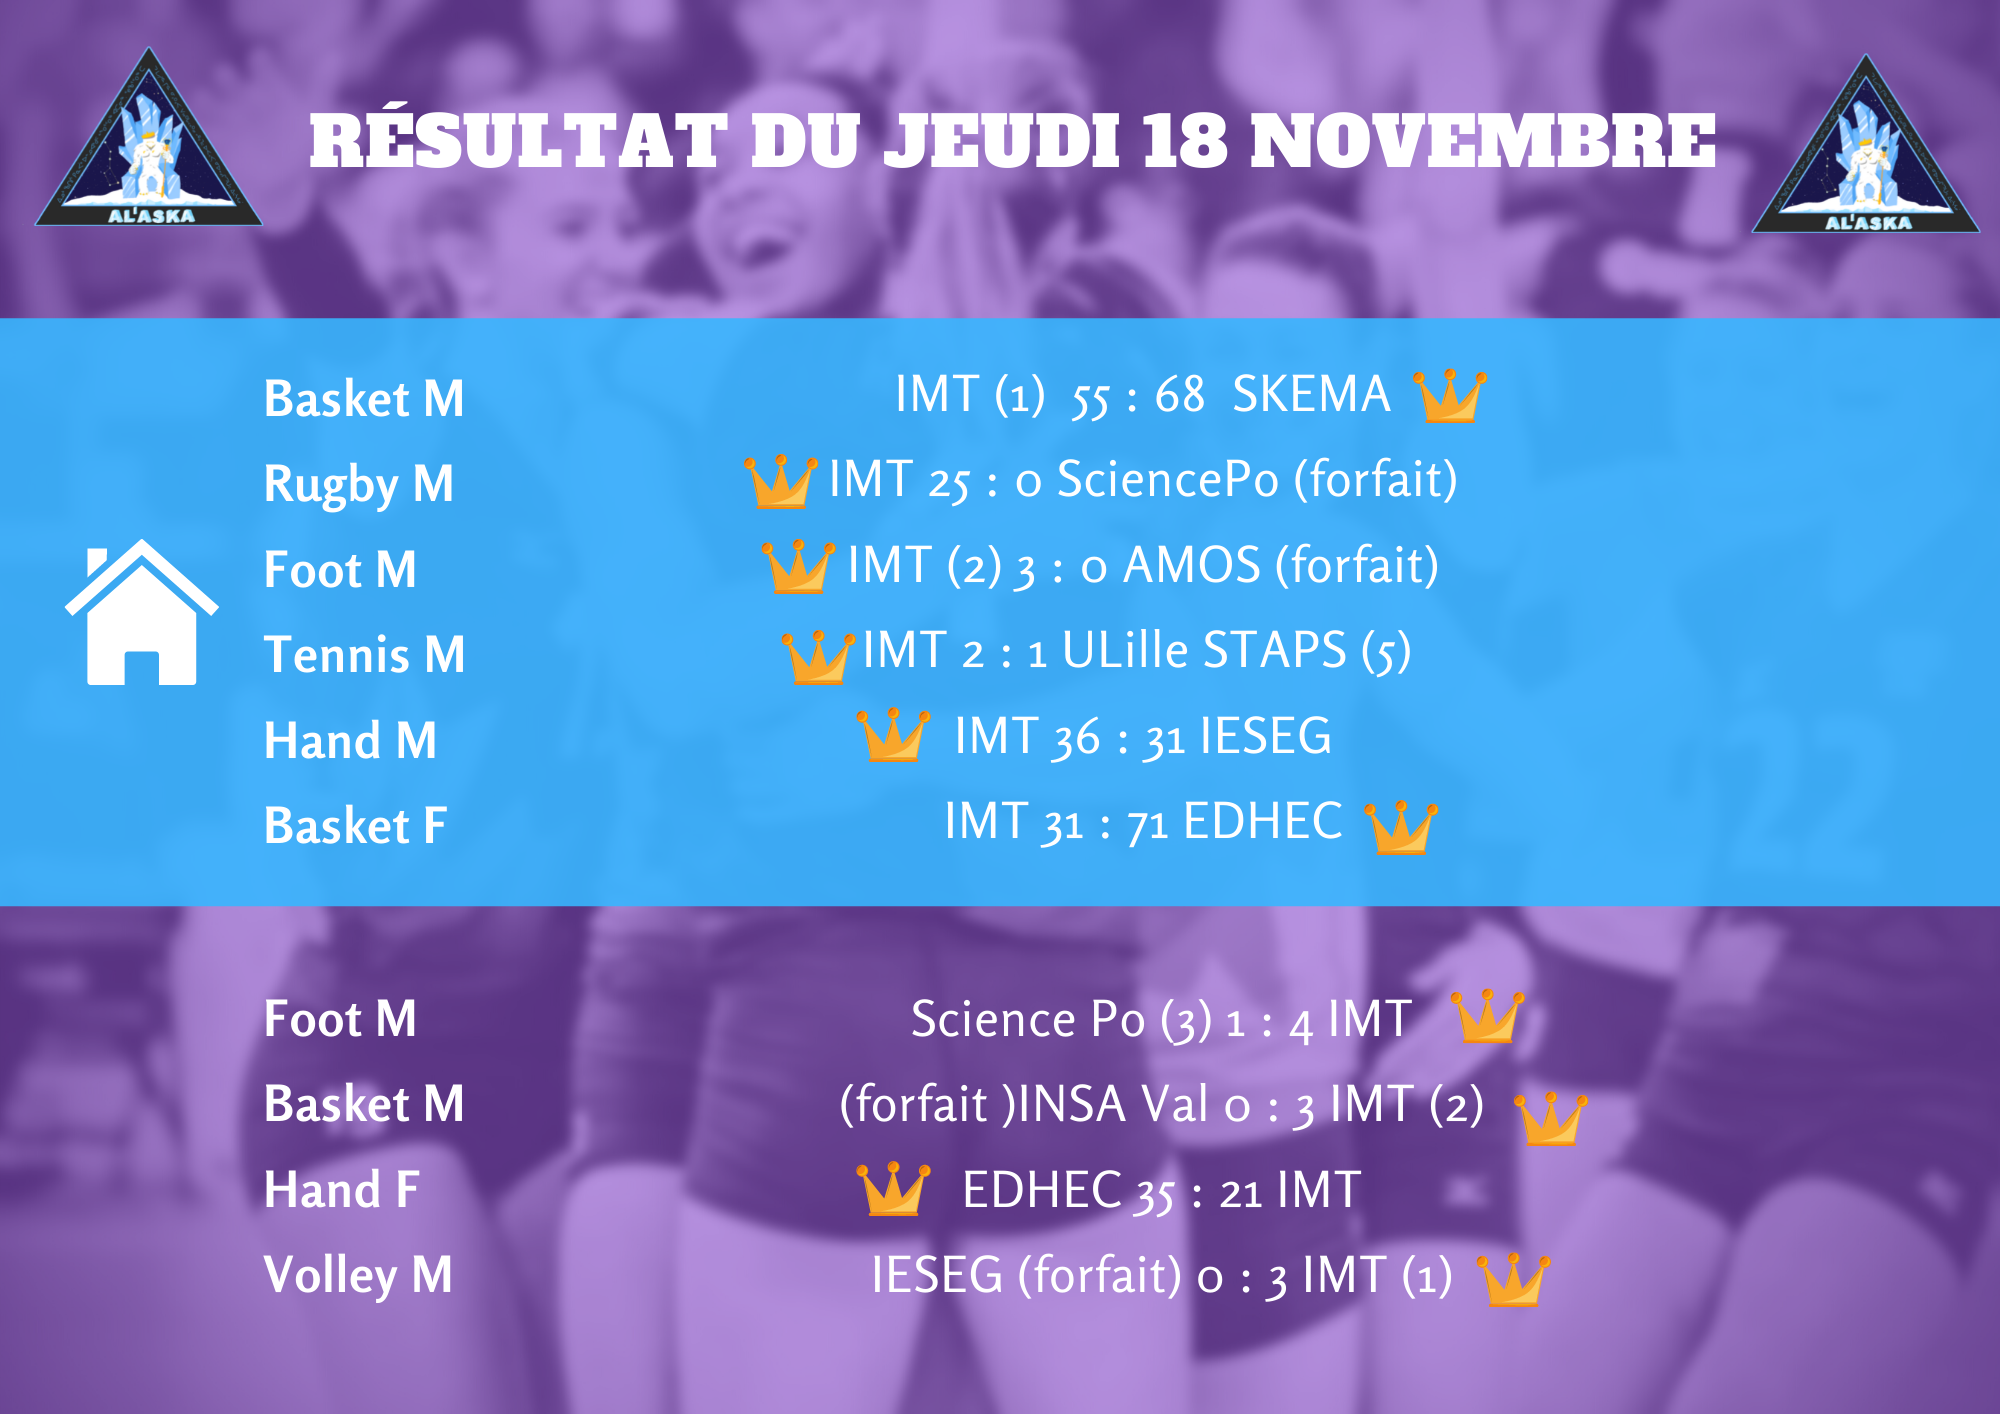 RÉSULTAT DU JEUDI 18 NOVEMBRE
AL'ASKA
AL'ASKA
Basket M IMT (1) 55 : 68 SKEMA
Rugby M IMT 25 : 0 SciencePo (forfait)
Foot M IMT (2) 3 : 0 AMOS (forfait)
Tennis M IMT 2 : 1 ULille STAPS (5)
Hand M IMT 36 : 31 IESEG
Basket F IMT 31 : 71 EDHEC
22
Foot M Science Po (3) 1 : 4 IMT
Basket M (forfait )INSA Val 0 : 3 IMT (2)
Hand F EDHEC 35 : 21 IMT
Volley M IESEG (forfait) 0 : 3 IMT (1)